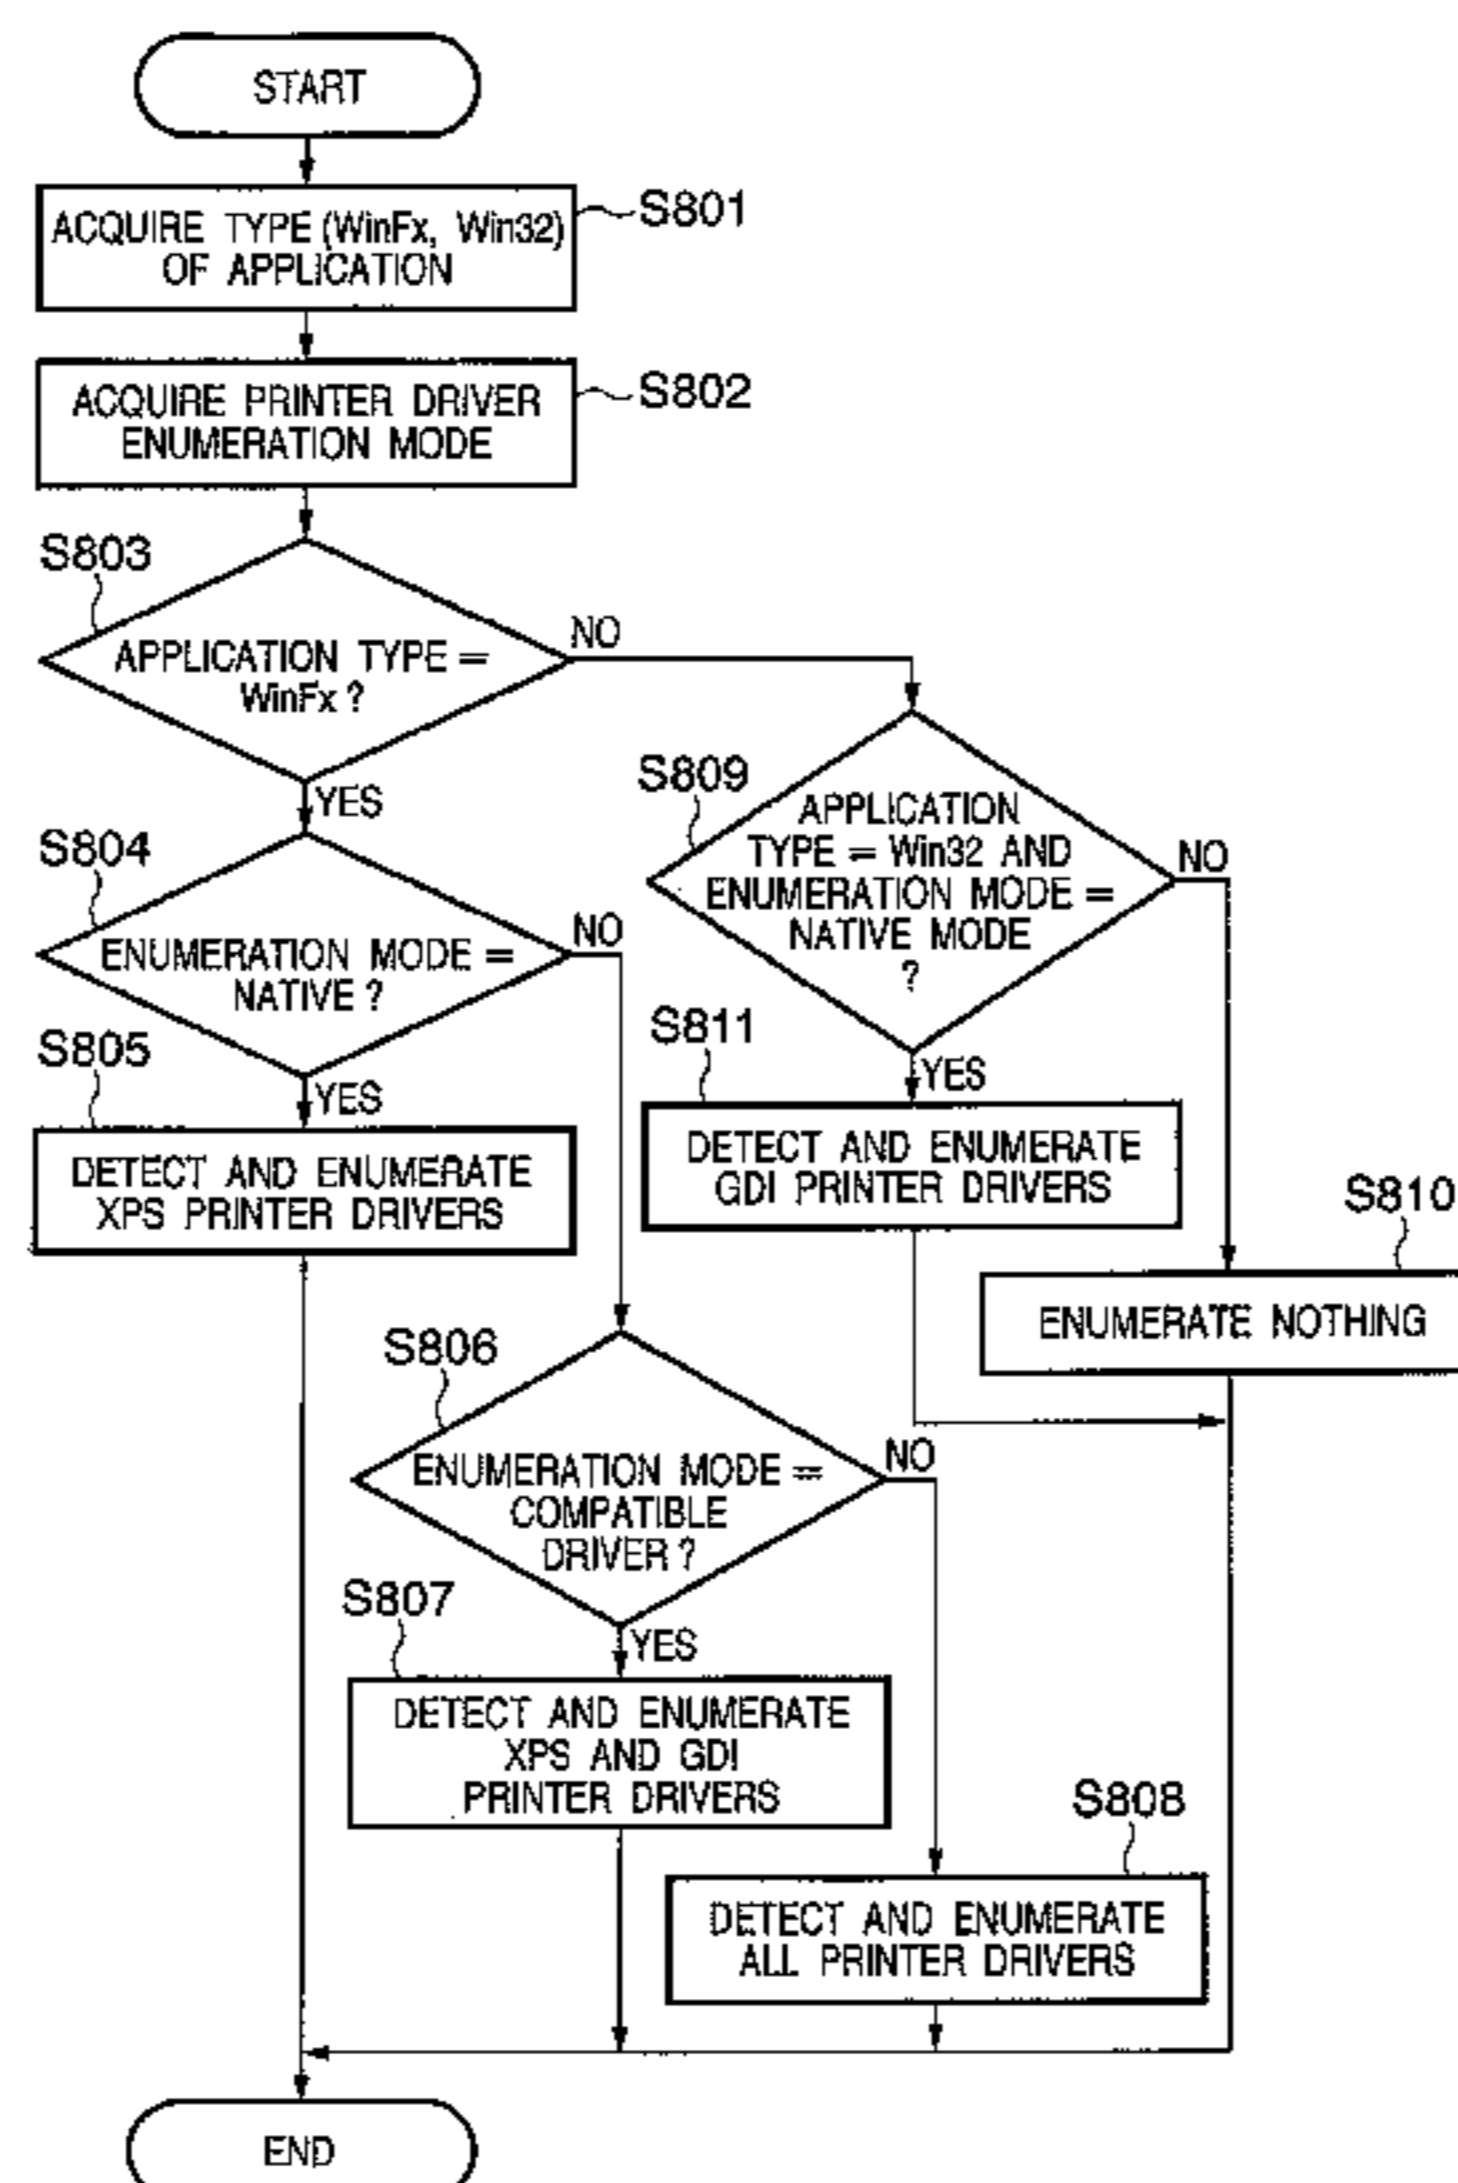 START
S801
ACQUIRE TYPE (WinFx, Win32)
OF APPLICATION
S802
ACQUIRE PRINTER DRIVER
ENUMERATION MODE
S803
APPLICATION TYPE =
WinFx ?
NO
YES
S804
ENUMERATION MODE =
NATIVE ?
NO
YES
S805
DETECT AND ENUMERATE
XPS PRINTER DRIVERS
S809
APPLICATION
TYPE = Win32 AND
ENUMERATION MODE =
NATIVE MODE
?
NO
YES
S811
DETECT AND ENUMERATE
GDI PRINTER DRIVERS
S810
ENUMERATE NOTHING
S806
ENUMERATION MODE =
COMPATIBLE
DRIVER ?
NO
YES
S807
DETECT AND ENUMERATE
XPS AND GDI
PRINTER DRIVERS
S808
DETECT AND ENUMERATE
ALL PRINTER DRIVERS
END